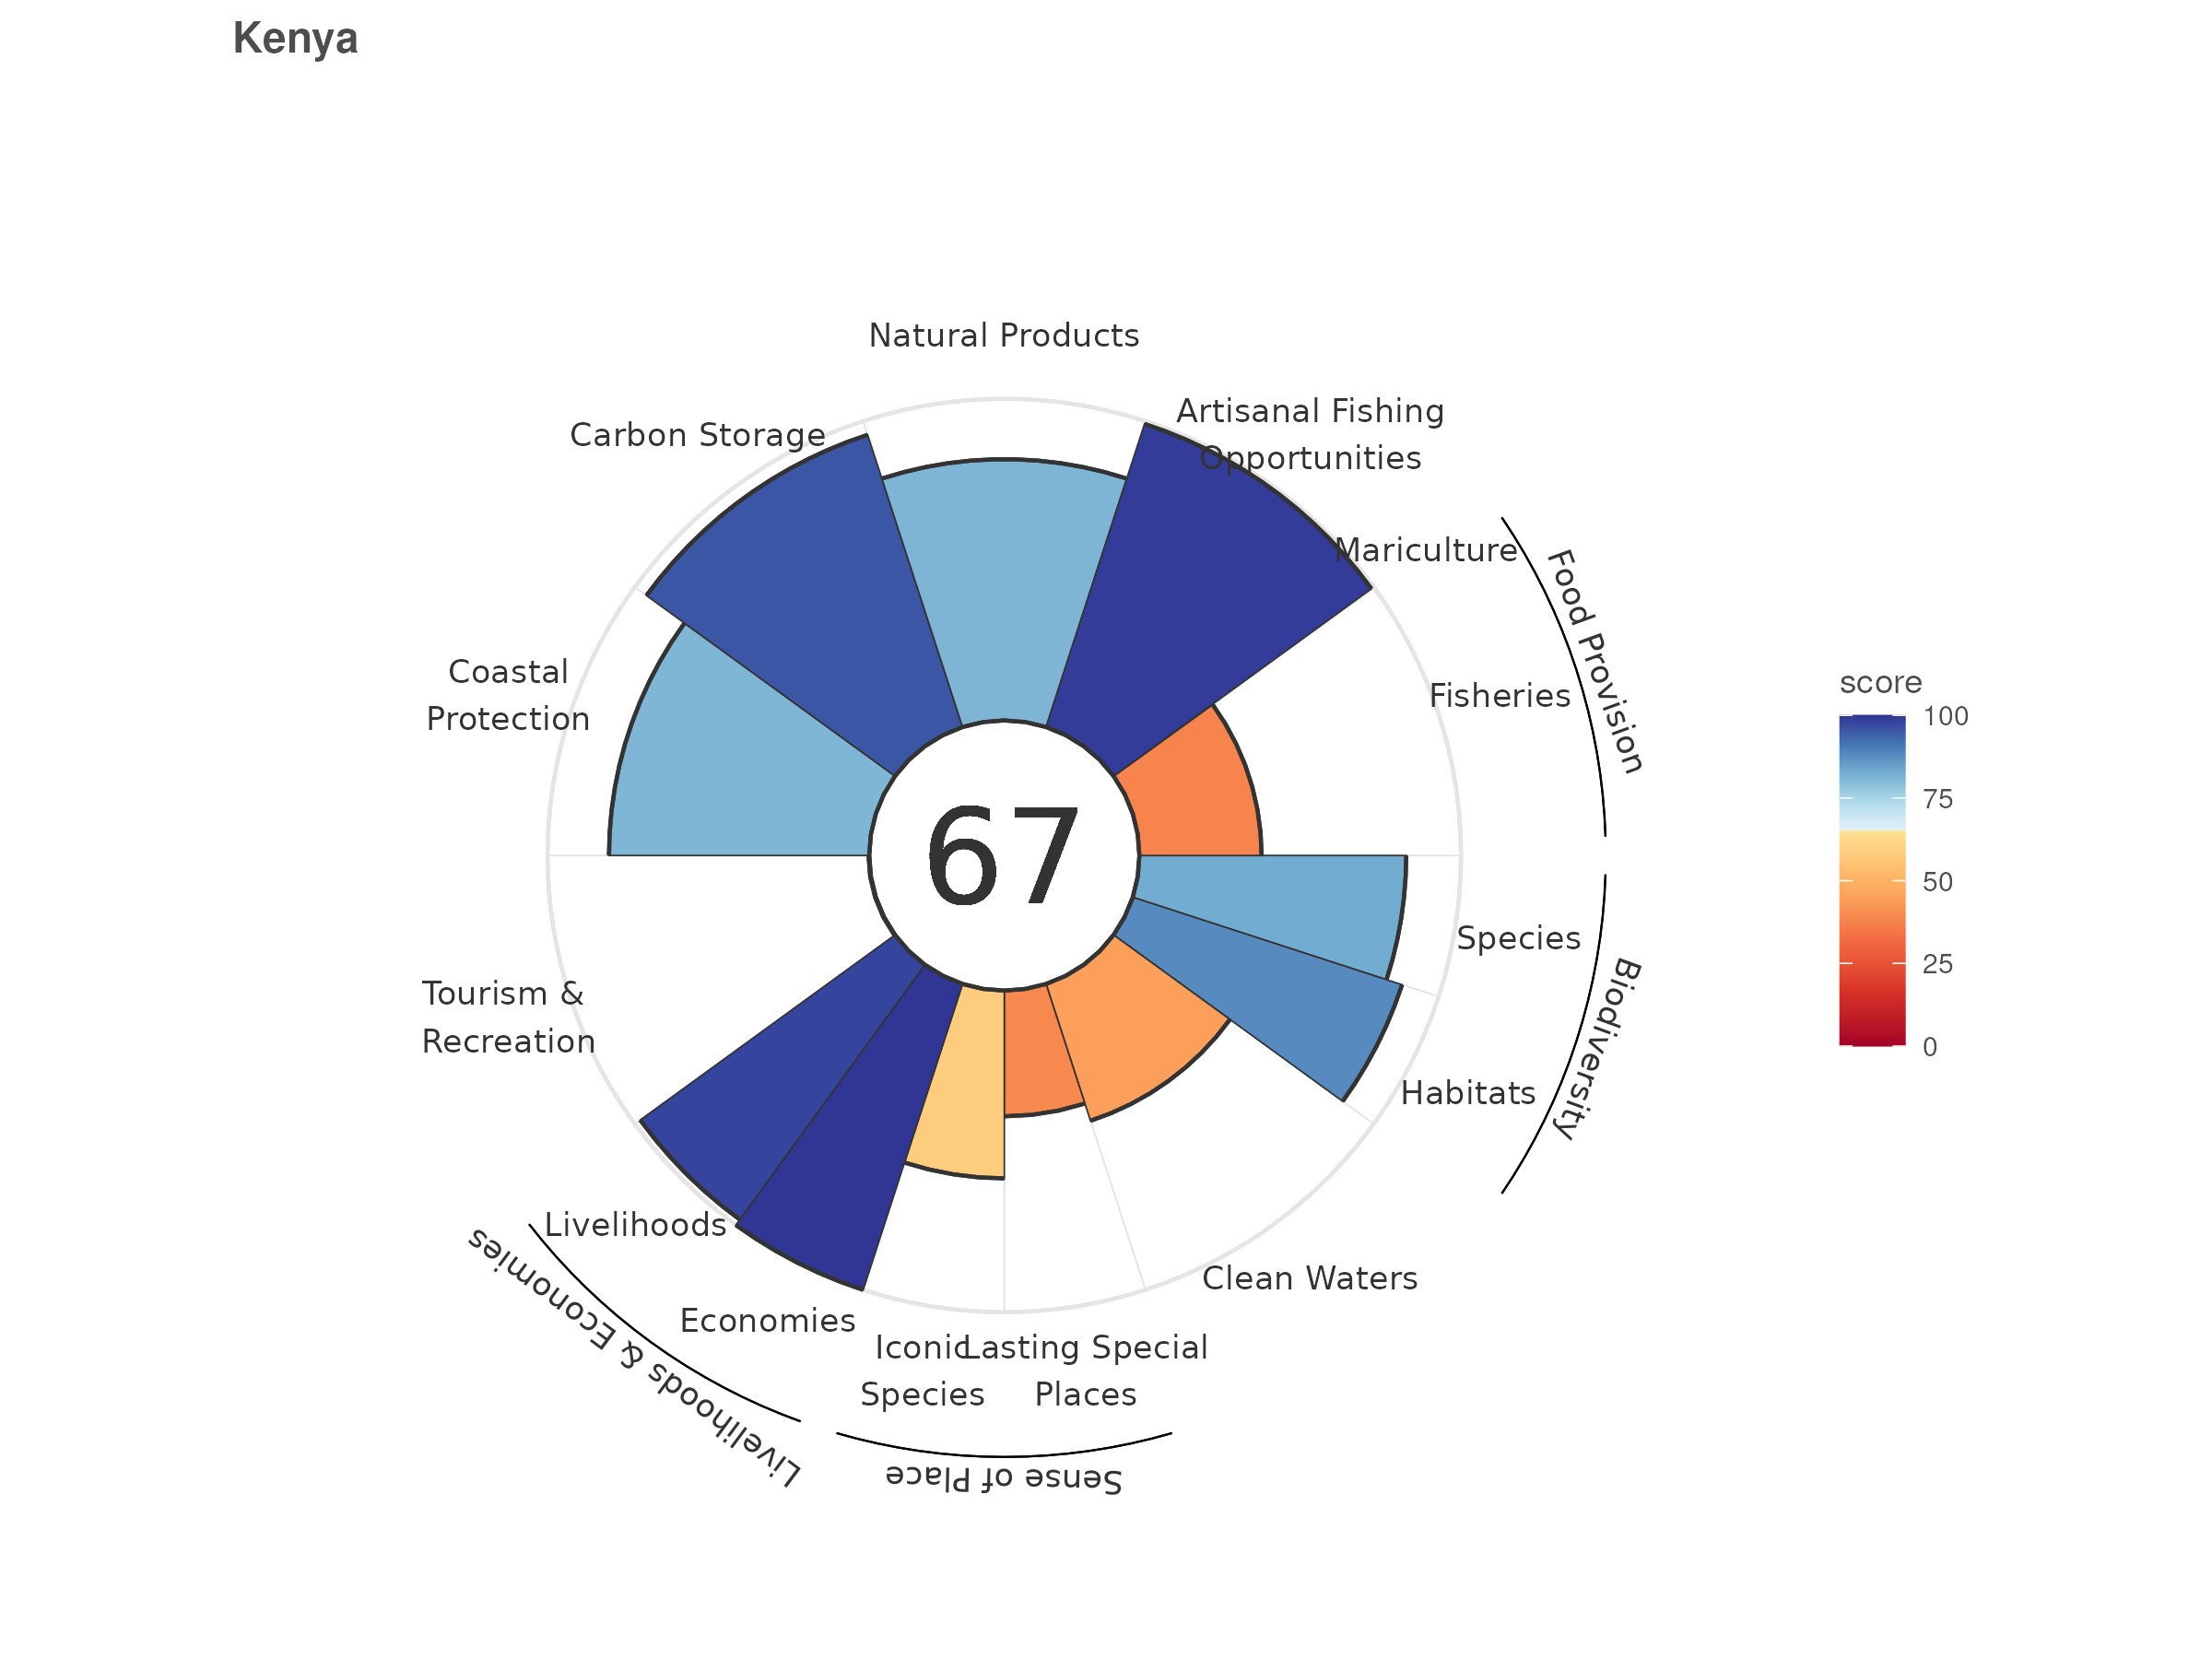 Kenya
Natural Products
Artisanal Fishing
Opportunities
Carbon Storage
Mariculture
Food Provision
Fisheries
Coastal
Protection
score
100
75
50
25
0
67
Species
Biodiversity
Habitats
Tourism &
Recreation
Livelihoods
Clean Waters
Economies
Livelihoods & Economies
Iconic
Species
Lasting Special
Places
Sense of Place